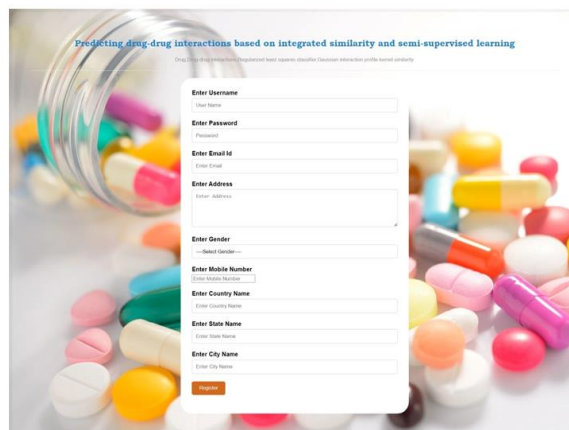 Predicting drug-drug interactions based on integrated similarity and semi-supervised learning
Drug,Drug-drug interactions,Regularized least squares classifier,Gaussian interaction profile kernel similarity
Enter Username
User Name
Enter Password
Password
Enter Email Id
Enter Email
Enter Address
Enter Address
Enter Gender
----Select Gender----
Enter Mobile Number
Enter Mobile Number
Enter Country Name
Enter Country Name
Enter State Name
Enter State Name
Enter City Name
Enter City Name
Register